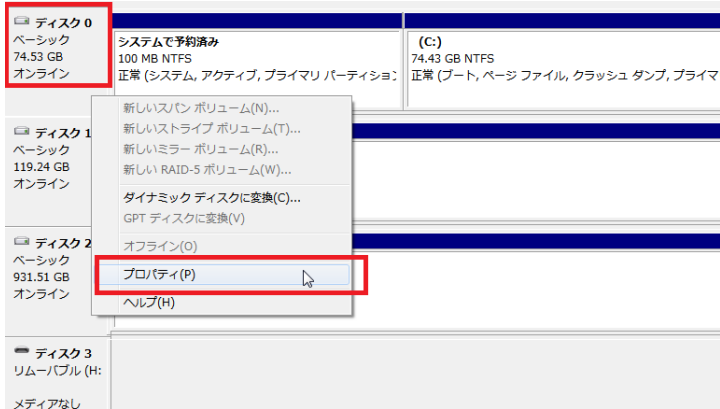 ディスク 0
ベーシック
74.53 GB
オンライン
システムで予約済み
100 MB NTFS
正常 (システム, アクティブ, プライマリ パーティション
(C:)
74.43 GB NTFS
正常 (ブート, ページ ファイル, クラッシュ ダンプ, プライマ
新しいスパン ボリューム(N)...
新しいストライプ ボリューム(T)...
新しいミラー ボリューム(R)...
新しい RAID-5 ボリューム(W)...
ダイナミック ディスクに変換(C)...
GPT ディスクに変換(V)
オフライン(O)
プロパティ(P)
ヘルプ(H)
ディスク 1
ベーシック
119.24 GB
オンライン
ディスク 2
ベーシック
931.51 GB
オンライン
ディスク 3
リムーバブル (H:
メディアなし